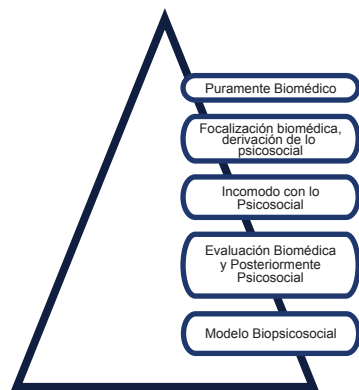 Puramente Biomédico
Focalización biomédica,
derivación de lo
psicosocial
Incomodo con lo
Psicosocial
Evaluación Biomédica
y Posteriormente
Psicosocial
Modelo Biopsicosocial